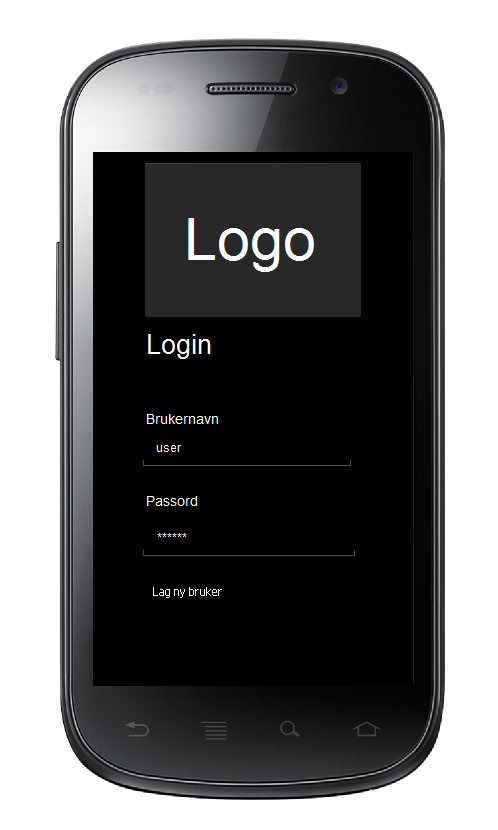 Logo
Login
Brukernavn
user
Passord
******
Lag ny bruker